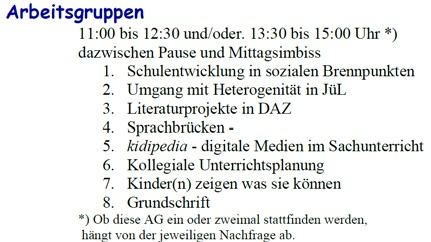 Arbeitsgruppen
11:00 bis 12:30 und/oder. 13:30 bis 15:00 Uhr *)
dazwischen Pause und Mittagsimbiss
1. Schulentwicklung in sozialen Brennpunkten
2. Umgang mit Heterogenität in JüL
3. Literaturprojekte in DAZ
4. Sprachbrücken -
5. kidipedia - digitale Medien im Sachunterricht
6. Kollegiale Unterrichtsplanung
7. Kinder(n) zeigen was sie können
8. Grundschrift
*) Ob diese AG ein oder zweimal stattfinden werden,
hängt von der jeweiligen Nachfrage ab.